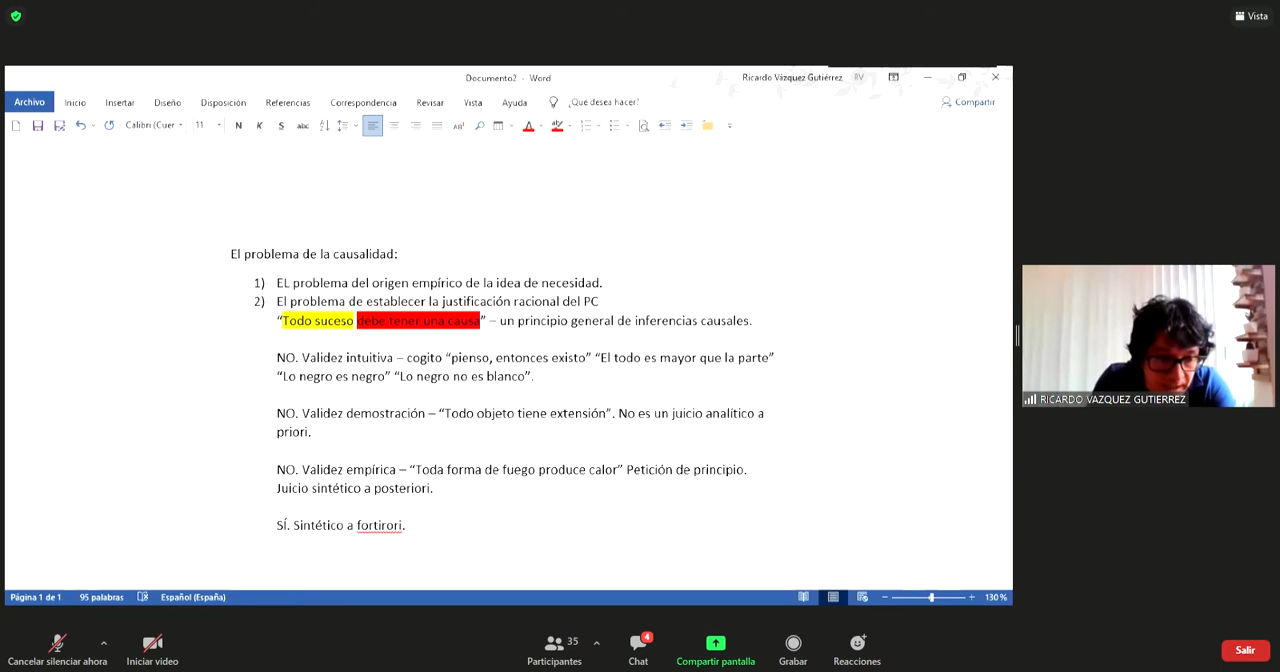 Vista
Documento2 - Word
Ricardo Vázquez Gutiérrez RV
Archivo Inicio Insertar Diseño Disposición Referencias Correspondencia Revisar Vista Ayuda ¿Qué desea hacer? Compartir
Calibri (Cuer 11 N K S abc
El problema de la causalidad:
1) EL problema del origen empírico de la idea de necesidad.
2) El problema de establecer la justificación racional del PC
“Todo suceso debe tener una causa” – un principio general de inferencias causales.
NO. Validez intuitiva – cogito “pienso, entonces existo” “El todo es mayor que la parte”
“Lo negro es negro” “Lo negro no es blanco”.
NO. Validez demostración – “Todo objeto tiene extensión”. No es un juicio analítico a
priori.
NO. Validez empírica – “Toda forma de fuego produce calor” Petición de principio.
Juicio sintético a posteriori.
SÍ. Sintético a fortirori.
RICARDO VAZQUEZ GUTIERREZ
Página 1 de 1 95 palabras Español (España) 130 %
Cancelar silenciar ahora Iniciar video Participantes 35 Chat 4 Compartir pantalla Grabar Reacciones Salir